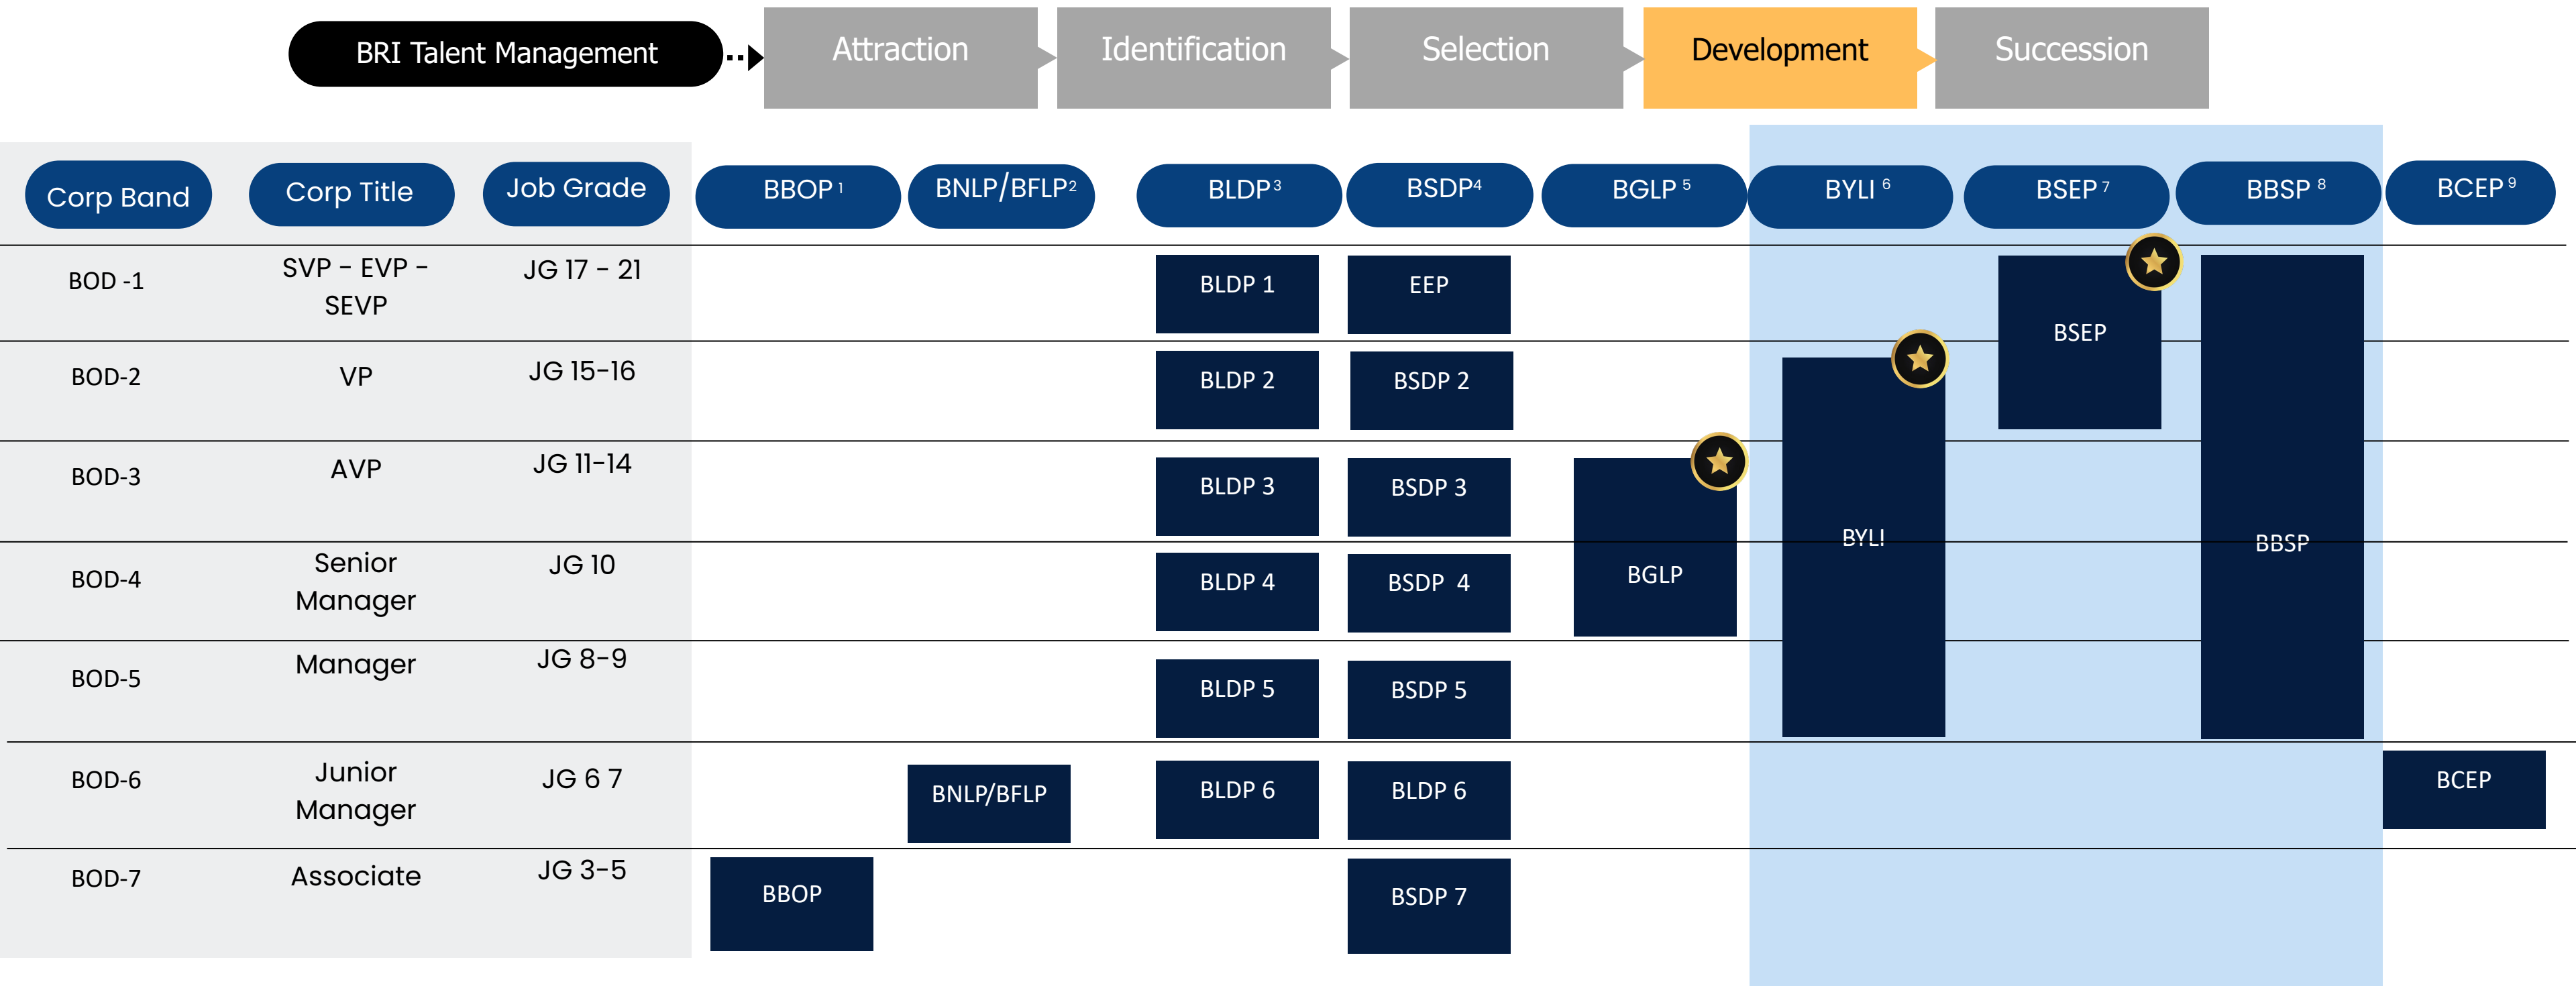 BRI Talent Management
Attraction
Identification
Selection
Development
Succession
Corp Band
Corp Title
Job Grade
BBOP 1
BNLP/BFLP2
BLDP3
BSDP4
BGLP 5
BYLI 6
BSEP 7
BBSP 8
BCEP 9
BOD -1
SVP - EVP -
SEVP
JG 17 - 21
BLDP 1
EEP
BSEP
BOD-2
VP
JG 15-16
BLDP 2
BSDP 2
BOD-3
AVP
JG 11-14
BLDP 3
BSDP 3
BYLI
BBSP
BOD-4
Senior
Manager
JG 10
BLDP 4
BSDP 4
BGLP
BOD-5
Manager
JG 8-9
BLDP 5
BSDP 5
BOD-6
Junior
Manager
JG 6 7
BNLP/BFLP
BLDP 6
BLDP 6
BCEP
BOD-7
Associate
JG 3-5
BBOP
BSDP 7